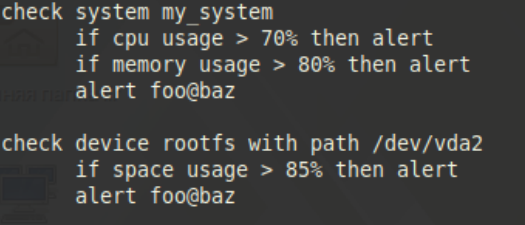 check system my_system
if cpu usage > 70% then alert
if memory usage > 80% then alert
alert foo@baz
check device rootfs with path /dev/vda2
if space usage > 85% then alert
alert foo@baz